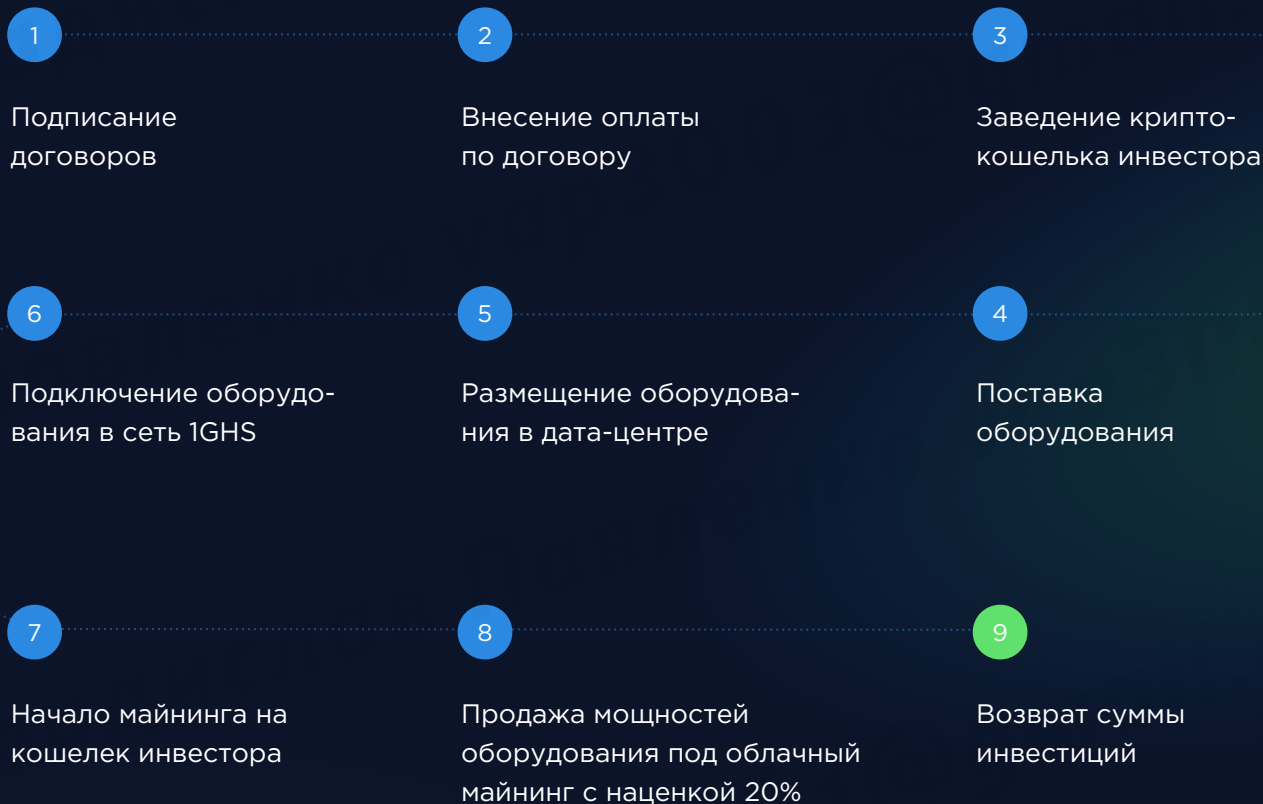 1
2
3
Подписание
договоров
Внесение оплаты
по договору
Заведение крипто-
кошелька инвестора
6
5
4
Подключение оборудо-
вания в сеть 1GHS
Размещение оборудова-
ния в дата-центре
Поставка
оборудования
7
8
9
Начало майнинга на
кошелек инвестора
Продажа мощностей
оборудования под облачный
майнинг с наценкой 20%
Возврат суммы
инвестиций